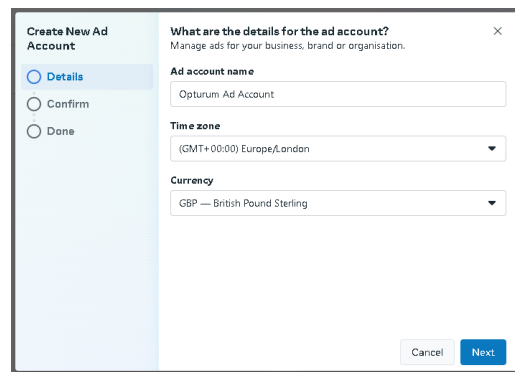 Create New Ad
Account
Details
Confirm
Done
What are the details for the ad account?
Manage ads for your business, brand or organisation.
Ad account name
Opturum Ad Account
Time zone
(GMT+00:00) Europe/London
Currency
GBP — British Pound Sterling
Cancel
Next